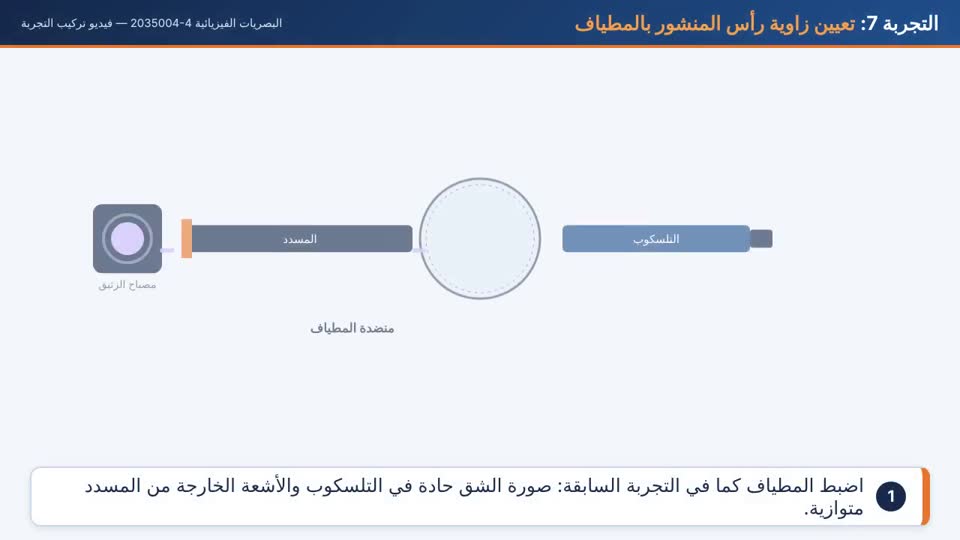 التجربة 7: تعيين زاوية رأس المنشور بالمطياف
البصريات الفيزيائية 4-2035004 — فيديو تركيب التجربة
المسدد
التلسكوب
مصباح الزئبق
منضدة المطياف
1
اضبط المطياف كما في التجربة السابقة: صورة الشق حادة في التلسكوب والأشعة الخارجة من المسدد
متوازية.